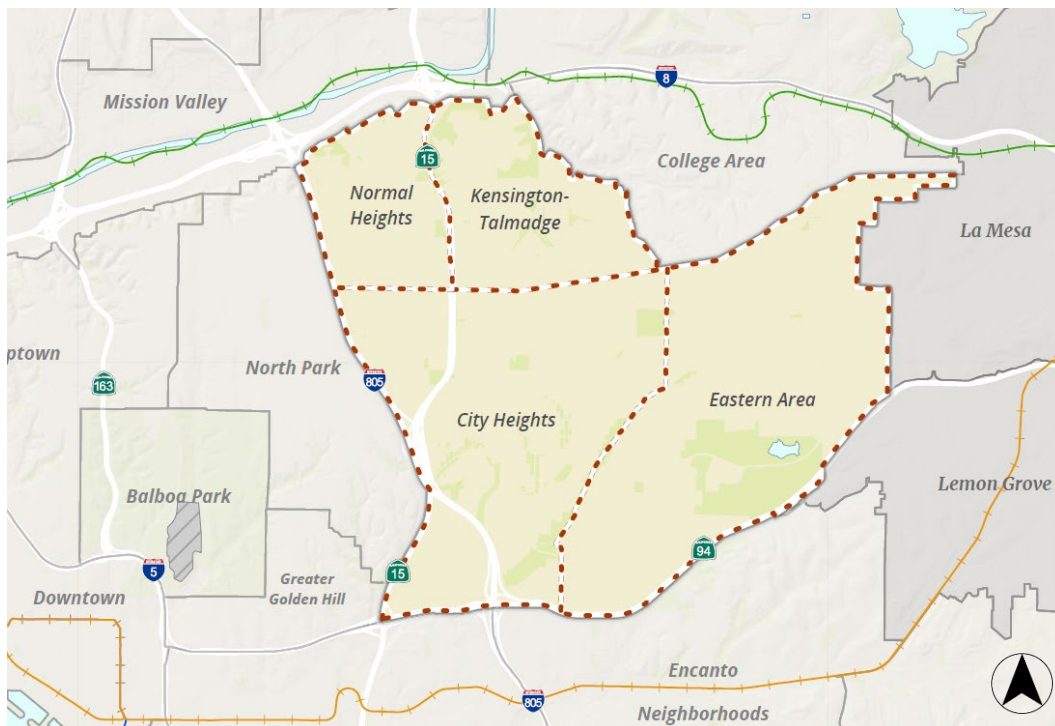 8
Mission Valley
15
College Area
Normal
Heights
Kensington-
Talmadge
La Mesa
ptown
163
North Park
805
City Heights
Eastern Area
Balboa Park
Lemon Grove
94
5
15
Greater
Golden Hill
Downtown
Encanto
Neighborhoods
805